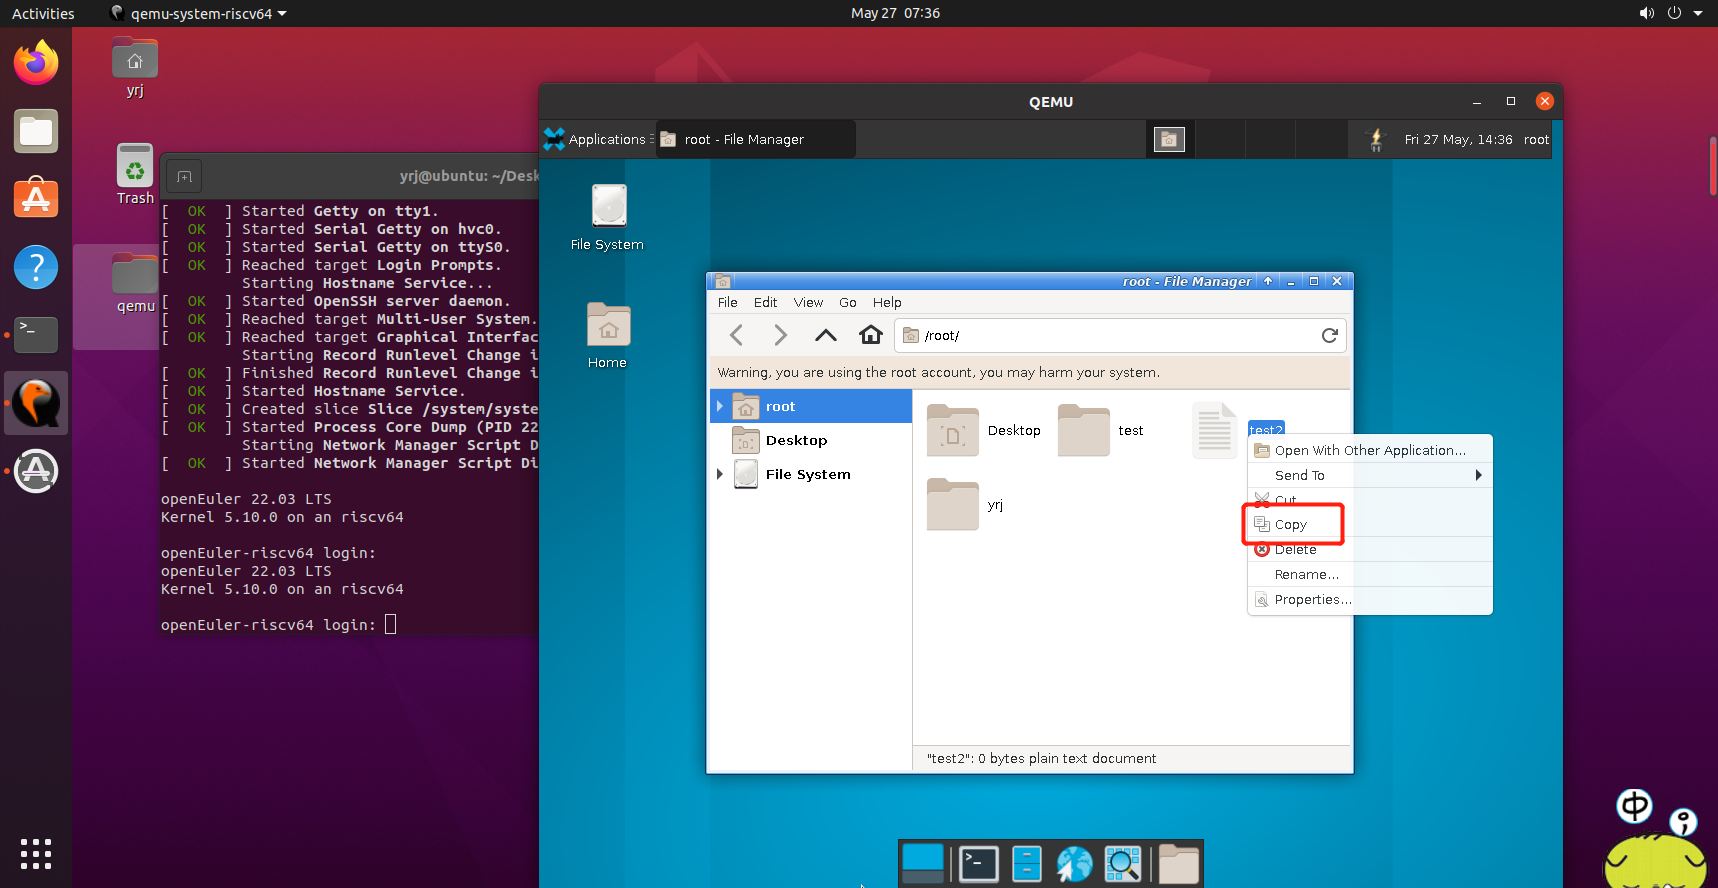 Activities
qemu-system-riscv64
May 27 07:36
yrj
Trash
qemu
yrj@ubuntu: ~/Desk
[ OK ] Started Getty on tty1.
[ OK ] Started Serial Getty on hvc0.
[ OK ] Started Serial Getty on ttyS0.
[ OK ] Reached target Login Prompts.
Starting Hostname Service...
[ OK ] Started OpenSSH server daemon.
[ OK ] Reached target Multi-User System.
[ OK ] Reached target Graphical Interfac
Starting Record Runlevel Change i
[ OK ] Finished Record Runlevel Change i
[ OK ] Started Hostname Service.
[ OK ] Created slice Slice /system/syste
[ OK ] Started Process Core Dump (PID 22
Starting Network Manager Script D
[ OK ] Started Network Manager Script Di
openEuler 22.03 LTS
Kernel 5.10.0 on an riscv64
openEuler-riscv64 login:
openEuler 22.03 LTS
Kernel 5.10.0 on an riscv64
openEuler-riscv64 login:
QEMU
Applications
root - File Manager
Fri 27 May, 14:36
root
File System
Home
root - File Manager
File Edit View Go Help
/root/
Warning, you are using the root account, you may harm your system.
root
Desktop
File System
Desktop
test
test2
yrj
Open With Other Application...
Send To
Cut
Copy
Delete
Rename...
Properties...
"test2": 0 bytes plain text document
中